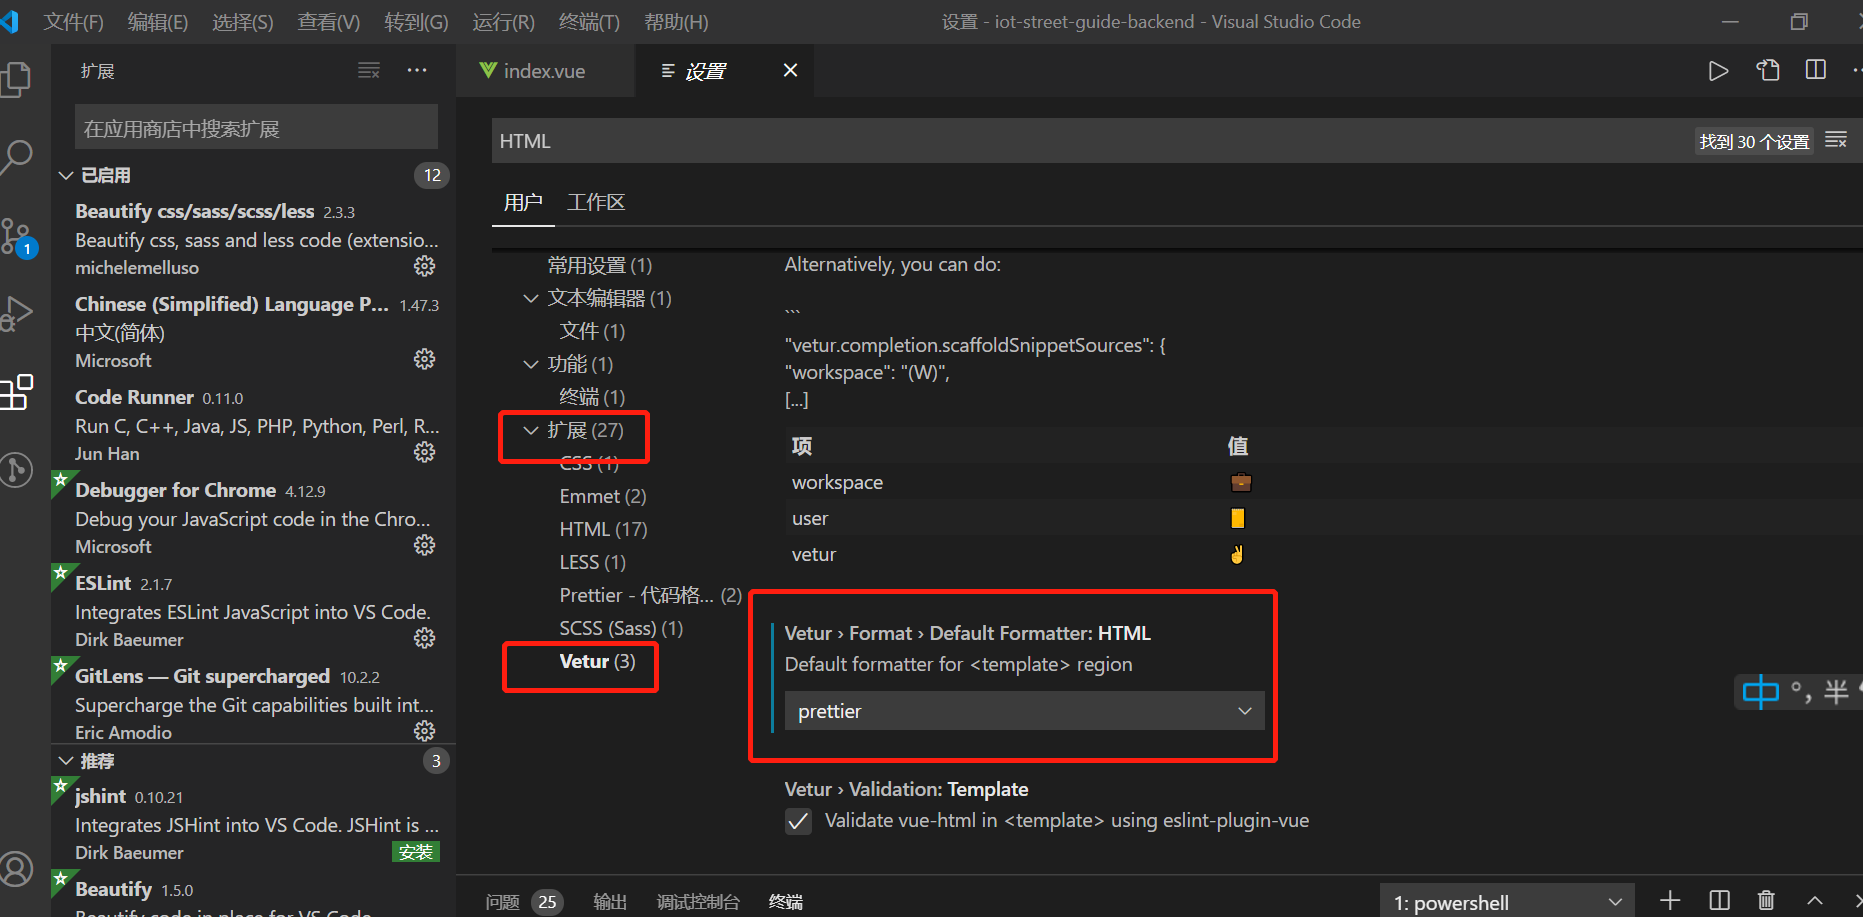 文件(F) 编辑(E) 选择(S) 查看(V) 转到(G) 运行(R) 终端(T) 帮助(H) 设置 - iot-street-guide-backend - Visual Studio Code
扩展 ···
在应用商店中搜索扩展
已启用 12
Beautify css/sass/scss/less 2.3.3
Beautify css, sass and less code (extensio...
michelemelluso
Chinese (Simplified) Language P... 1.47.3
中文(简体)
Microsoft
Code Runner 0.11.0
Run C, C++, Java, JS, PHP, Python, Perl, R...
Jun Han
Debugger for Chrome 4.12.9
Debug your JavaScript code in the Chro...
Microsoft
ESLint 2.1.7
Integrates ESLint JavaScript into VS Code.
Dirk Baeumer
GitLens — Git supercharged 10.2.2
Supercharge the Git capabilities built int...
Eric Amodio
推荐 3
jshint 0.10.21
Integrates JSHint into VS Code. JSHint is ...
Dirk Baeumer 安装
Beautify 1.5.0
Beautify code in place for VS Code
1
index.vue 设置
HTML 找到 30 个设置
用户 工作区
常用设置 (1)
文本编辑器 (1)
文件 (1)
功能 (1)
终端 (1)
扩展 (27)
CSS (1)
Emmet (2)
HTML (17)
LESS (1)
Prettier - 代码格... (2)
SCSS (Sass) (1)
Vetur (3)
Alternatively, you can do:
```
"vetur.completion.scaffoldSnippetSources": {
"workspace": "(W)",
[...]
项 值
workspace 💼
user 📒
vetur ✌
Vetur › Format › Default Formatter: HTML
Default formatter for <template> region
prettier
Vetur › Validation: Template
Validate vue-html in <template> using eslint-plugin-vue
中 °, 半
问题 25 输出 调试控制台 终端 1: powershell